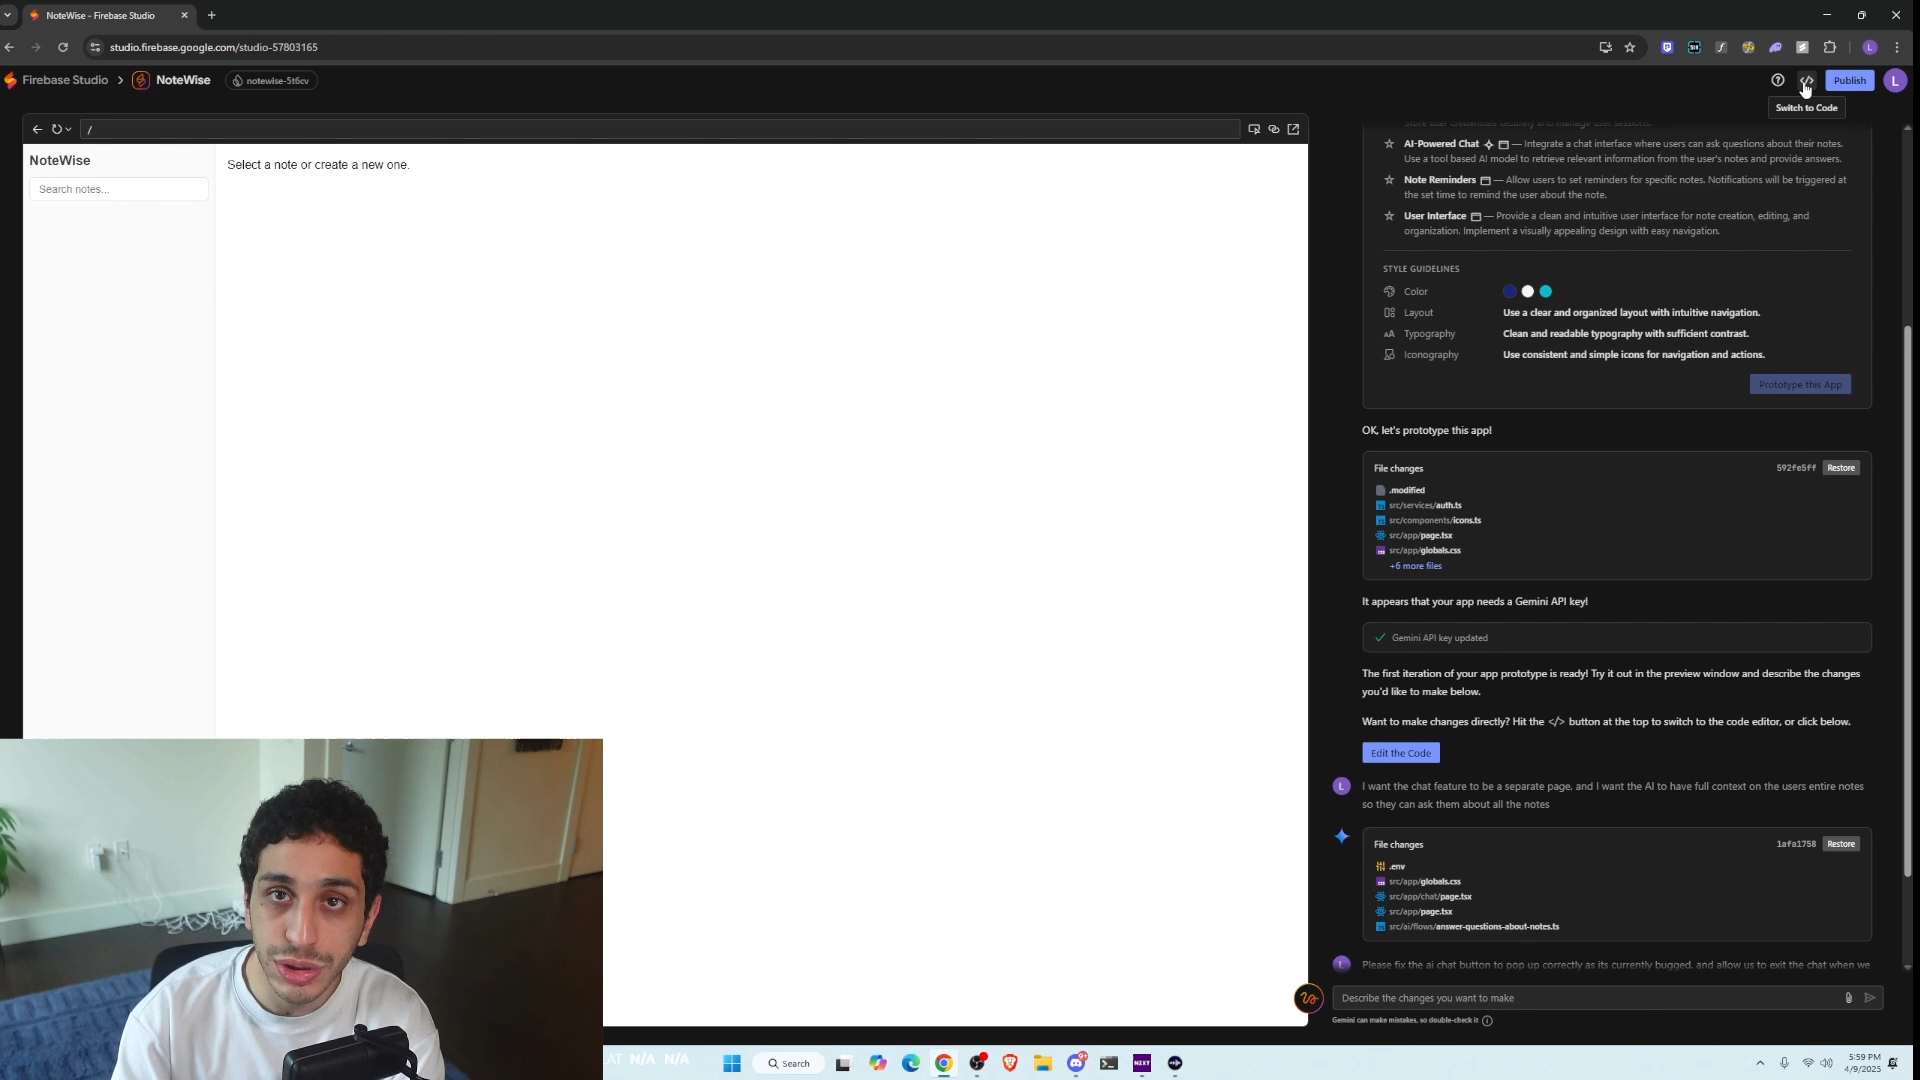 NoteWise - Firebase Studio
studio.firebase.google.com/studio-57803165
Firebase Studio > NoteWise notewise-5t6cv
Publish
L
Switch to Code
/
NoteWise
Search notes...
Select a note or create a new one.
Store user credentials securely and manage user sessions.
AI-Powered Chat — Integrate a chat interface where users can ask questions about their notes.
Use a tool based AI model to retrieve relevant information from the user's notes and provide answers.
Note Reminders — Allow users to set reminders for specific notes. Notifications will be triggered at
the set time to remind the user about the note.
User Interface — Provide a clean and intuitive user interface for note creation, editing, and
organization. Implement a visually appealing design with easy navigation.
STYLE GUIDELINES
Color
Layout Use a clear and organized layout with intuitive navigation.
Typography Clean and readable typography with sufficient contrast.
Iconography Use consistent and simple icons for navigation and actions.
Prototype this App
OK, let's prototype this app!
File changes 592fe5ff Restore
.modified
src/services/auth.ts
src/components/icons.ts
src/app/page.tsx
src/app/globals.css
+6 more files
It appears that your app needs a Gemini API key!
Gemini API key updated
The first iteration of your app prototype is ready! Try it out in the preview window and describe the changes
you'd like to make below.
Want to make changes directly? Hit the </> button at the top to switch to the code editor, or click below.
Edit the Code
L I want the chat feature to be a separate page, and I want the AI to have full context on the users entire notes
so they can ask them about all the notes
File changes 1afa1758 Restore
.env
src/app/globals.css
src/app/chat/page.tsx
src/app/page.tsx
src/ai/flows/answer-questions-about-notes.ts
L Please fix the ai chat button to pop up correctly as its currently bugged, and allow us to exit the chat when we
Describe the changes you want to make
Gemini can make mistakes, so double-check it
N/A N/A
Search
NEXT
9+
5:59 PM
4/9/2025